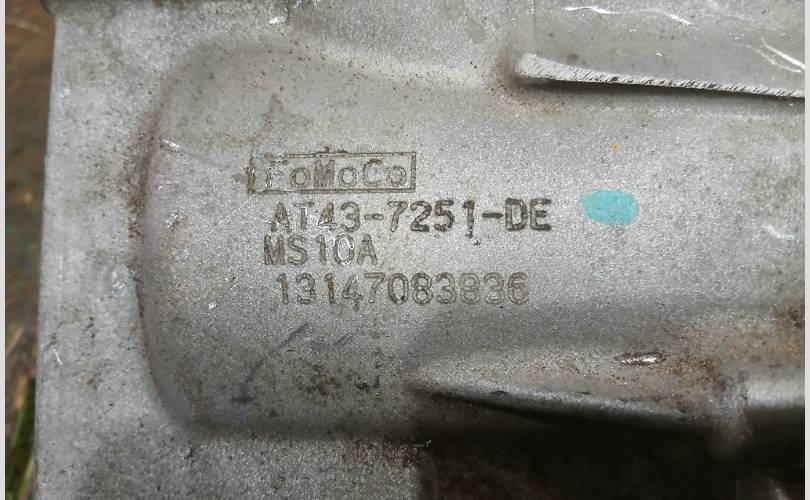 FoMoCo
AT43-7251-DE
MS10A
13147083836